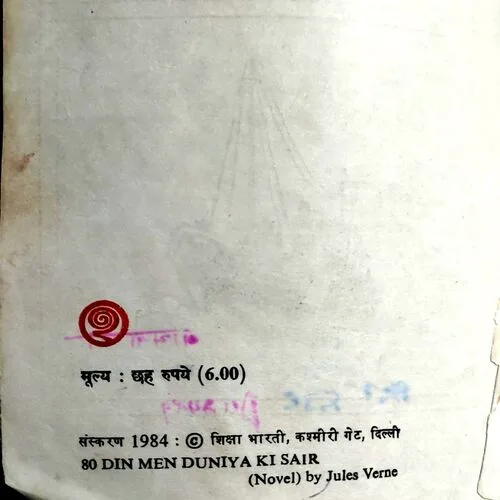 मूल्य : छह रुपये (6.00)
संस्करण 1984 : © शिक्षा भारती, कश्मीरी गेट, दिल्ली
80 DIN MEN DUNIYA KI SAIR
(Novel) by Jules Verne